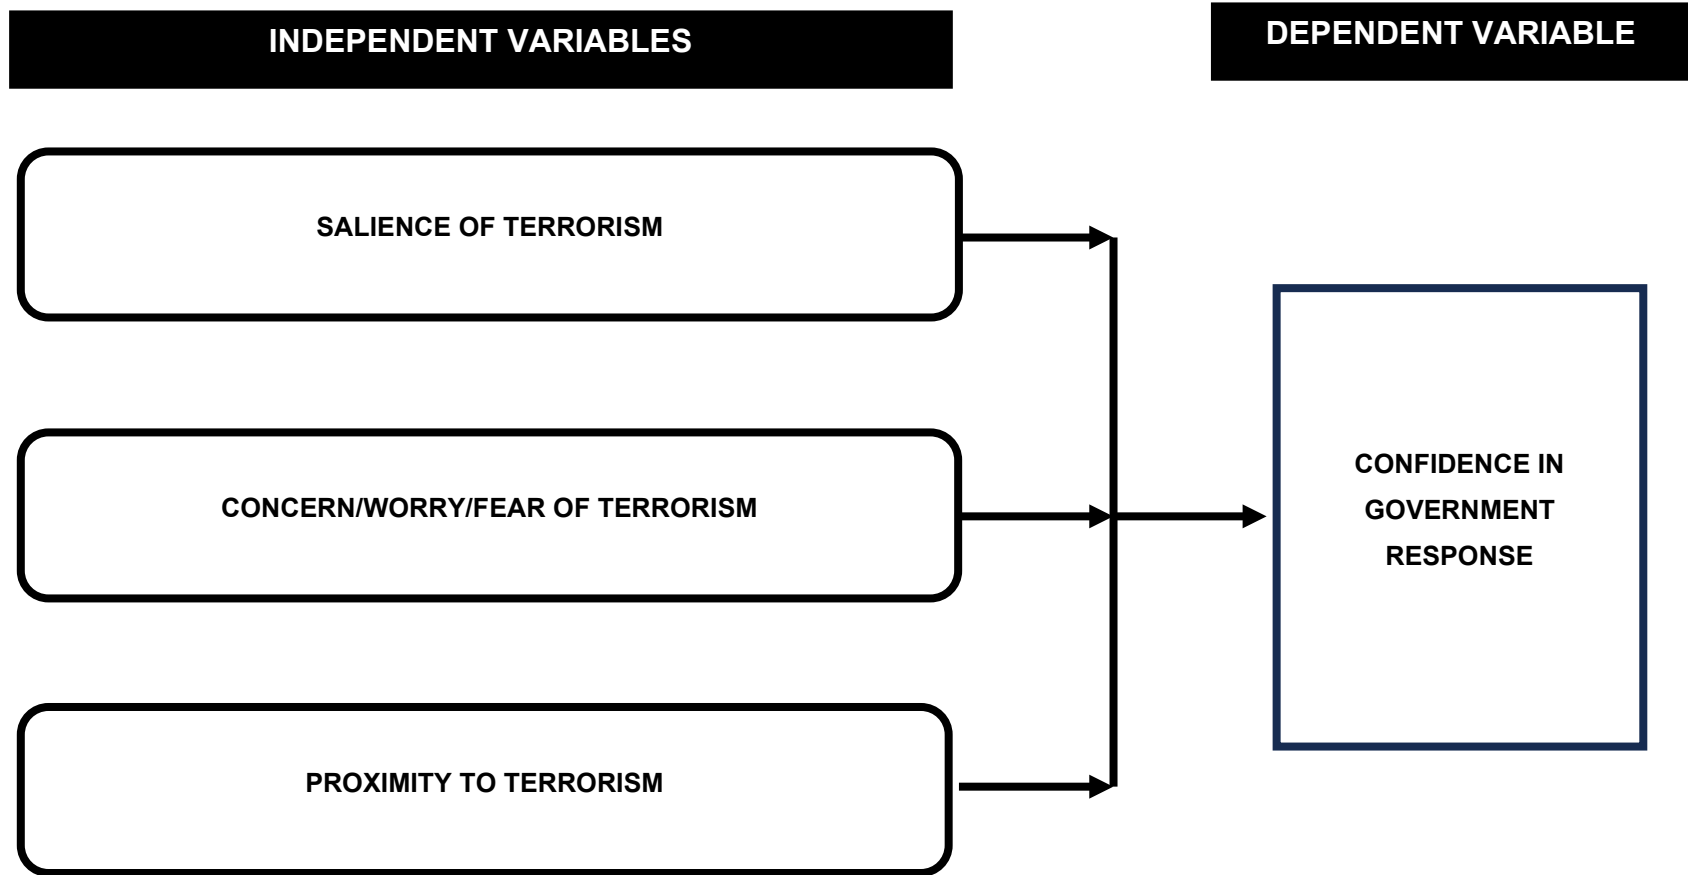 INDEPENDENT VARIABLES
DEPENDENT VARIABLE
SALIENCE OF TERRORISM
CONCERN/WORRY/FEAR OF TERRORISM
PROXIMITY TO TERRORISM
CONFIDENCE IN
GOVERNMENT
RESPONSE